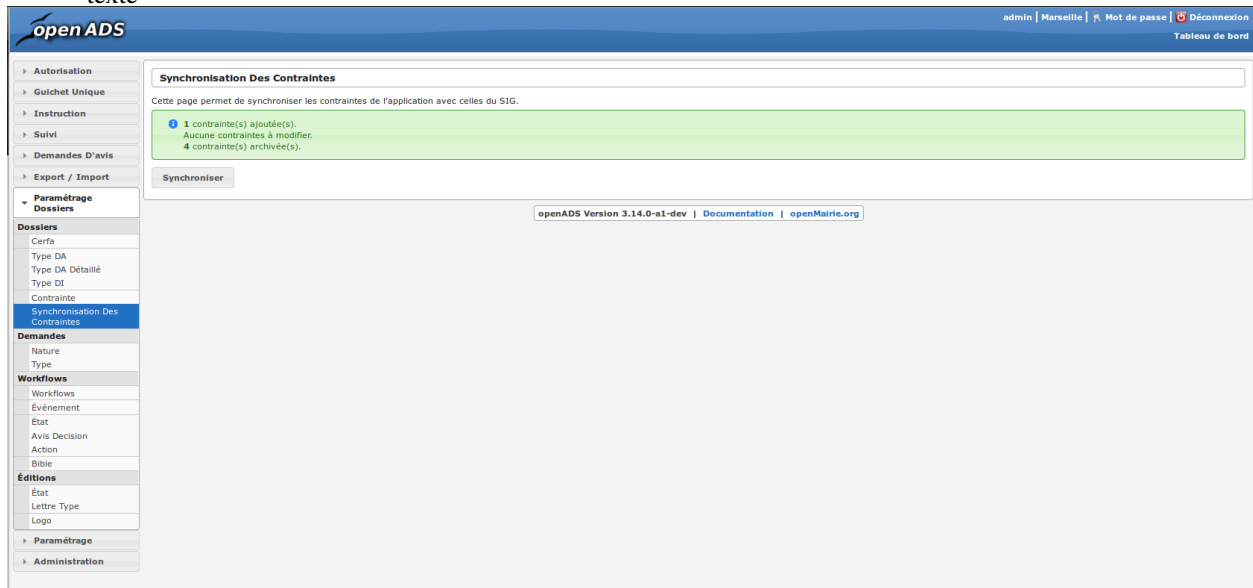 texte
open ADS
admin | Marseille | Mot de passe | Déconnexion
Tableau de bord
Autorisation
Guichet Unique
Instruction
Suivi
Demandes D'avis
Export / Import
Paramétrage
Dossiers
Dossiers
Cerfa
Type DA
Type DA Détaillé
Type DI
Contrainte
Synchronisation Des
Contraintes
Demandes
Nature
Type
Workflows
Workflows
Événement
État
Avis Decision
Action
Bible
Éditions
État
Lettre Type
Logo
Paramétrage
Administration
Synchronisation Des Contraintes
Cette page permet de synchroniser les contraintes de l'application avec celles du SIG.
1 contrainte(s) ajoutée(s).
Aucune contraintes à modifier.
4 contrainte(s) archivée(s).
Synchroniser
openADS Version 3.14.0-a1-dev | Documentation | openMairie.org